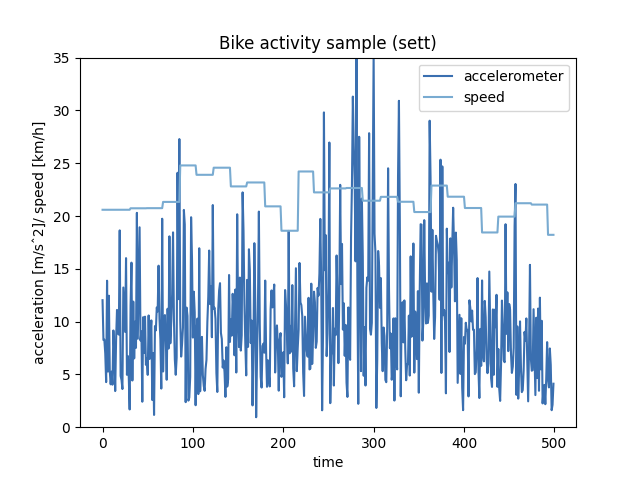 Bike activity sample (sett)
accelerometer
speed
acceleration [m/s^2]/ speed [km/h]
35
30
25
20
15
10
5
0
0 100 200 300 400 500
time